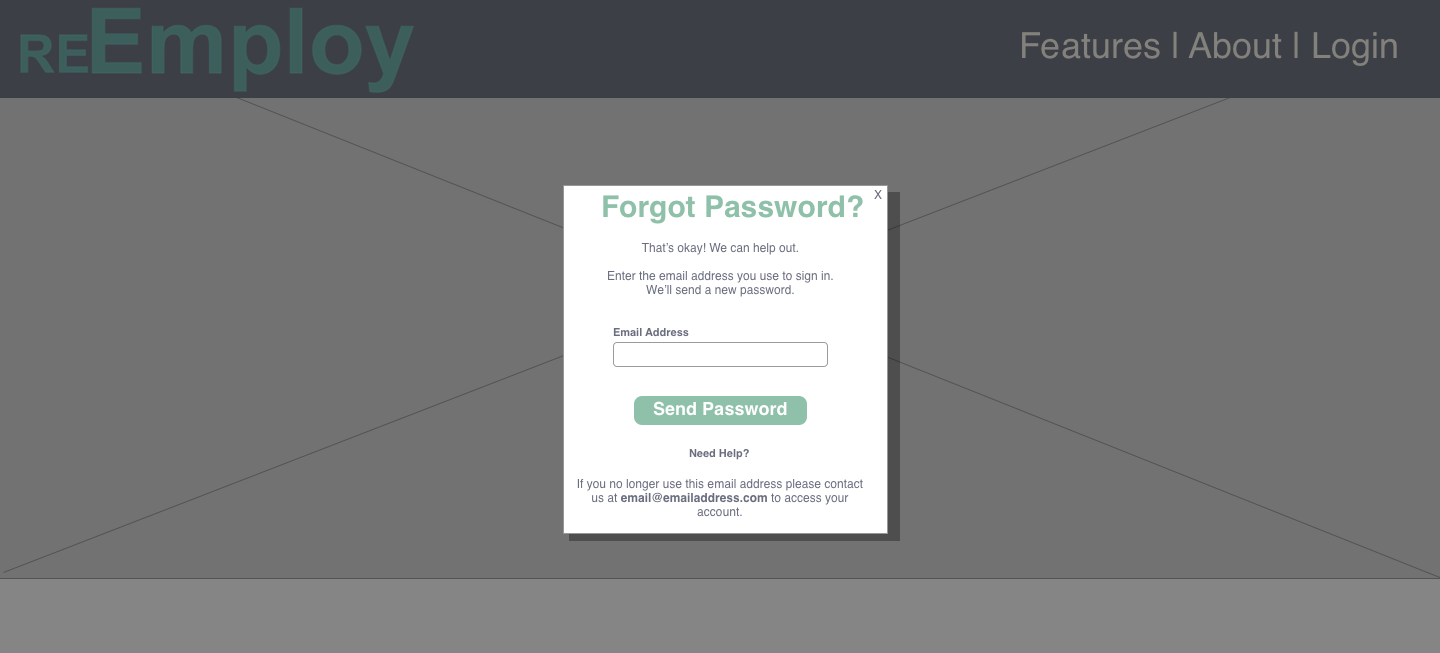 REEmploy
Features | About | Login
X
Forgot Password?
That's okay! We can help out.
Enter the email address you use to sign in.
We'll send a new password.
Email Address
Send Password
Need Help?
If you no longer use this email address please contact
us at email@emailaddress.com to access your
account.